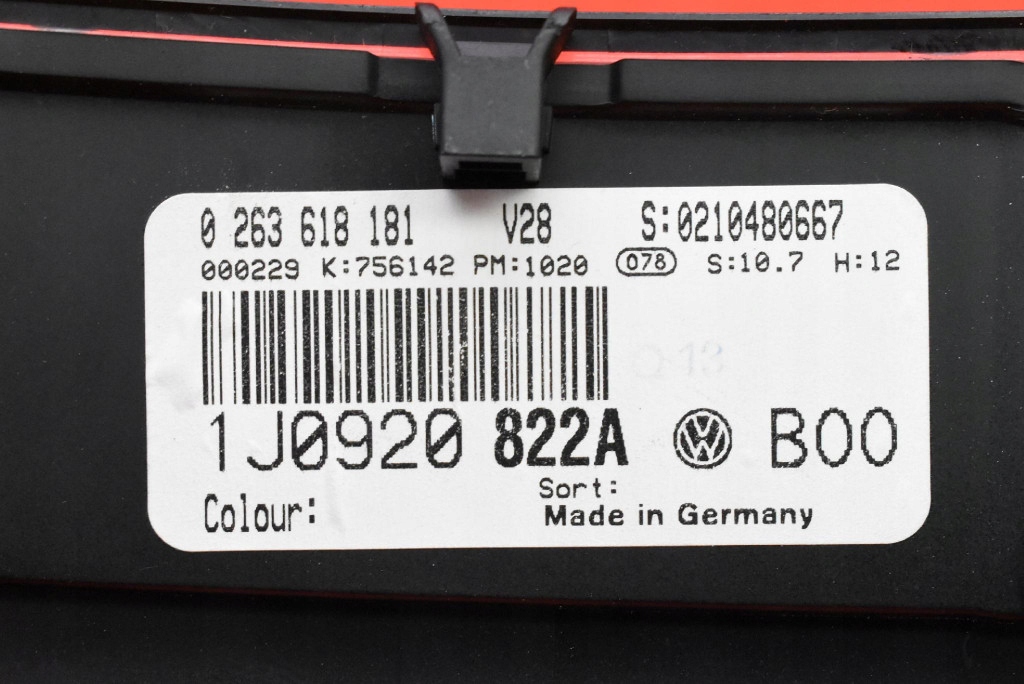 0 263 618 181 V28 S:0210480667
000229 K:756142 PM:1020 078 S:10.7 H:12
1J0920 822A VW B00
Sort:
Colour: Made in Germany